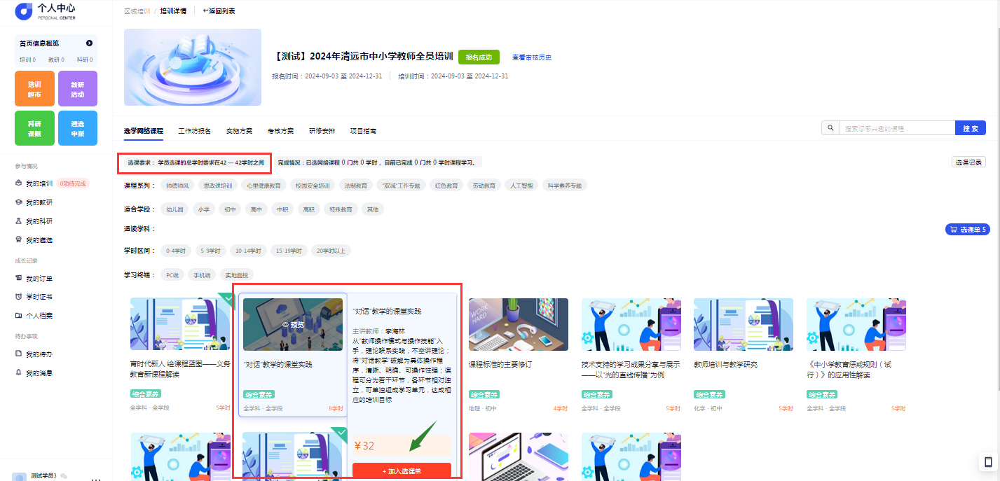 个人中心
PERSONAL CENTER
首页信息概览
培训 0 教研 0 科研 0
培训
超市
教研
活动
科研
课题
遴选
申报
参与情况
我的培训 0项待完成
我的教研
我的科研
我的遴选
成长记录
我的订单
学时证书
个人档案
待办事项
我的待办
我的消息
测试学员3
区域培训 / 培训详情 返回列表
【测试】2024年清远市中小学教师全员培训 报名成功 查看审核历史
报名时间：2024-09-03 至 2024-12-31 培训时间：2024-09-03 至 2024-12-31
选学网络课程 工作坊报名 实施方案 考核方案 研修安排 项目指南
搜索您感兴趣的课程 搜 索
选课要求： 学员选课的总学时要求在42 — 42学时之间 完成情况：已选网络课程 0 门共 0 学时， 目前已完成 0 门共 0 学时课程学习。 选课记录
课程系列： 师德师风 思政课培训 心里健康教育 校园安全培训 法制教育 "双减"工作专题 红色教育 劳动教育 人工智能 科学素养专题
适合学段： 幼儿园 小学 初中 高中 中职 高职 特殊教育 其他
适读学科：
选课单 5
学时区间： 0-4学时 5-9学时 10-14学时 15-19学时 20学时以上
学习终端： PC端 手机端 实地面授
育时代新人 绘课程蓝图——义务
教育新课程解读
综合素养
全学科 - 全学段 5学时
预览
"对话"教学的课堂实践
综合素养
全学科 - 全学段 8学时
"对话"教学的课堂实践
主讲教师：李海林
从"教师操作模式与操作技能"入
手，理论联系实践，不空讲理论；
将"对话教学"破解为具体操作程
序，清晰、明确、可操作性强；课
程可分为若干环节，各环节相对独
立，可单独组成学习单元，达成相
应的培训目标
￥32
+ 加入选课单
WORK
HARD
课程标准的主要修订
综合素养
地理 - 初中 4学时
技术支持的学习成果分享与展示
——以"光的直线传播"为例
综合素养
全学科 - 全学段 5学时
教师培训与教学研究
综合素养
化学 - 初中 5学时
《中小学教育惩戒规则（试
行）》的应用性解读
综合素养
全学科 - 全学段 5学时